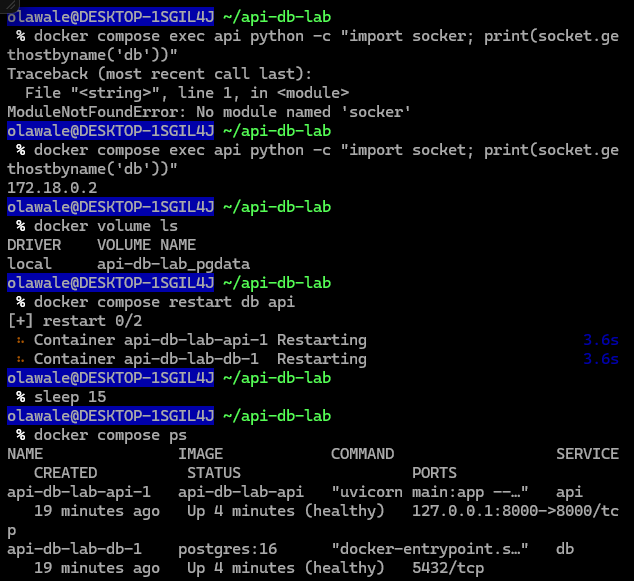 olawale@DESKTOP-1SGIL4J ~/api-db-lab
% docker compose exec api python -c "import socker; print(socket.ge
thostbyname('db'))"
Traceback (most recent call last):
  File "<string>", line 1, in <module>
ModuleNotFoundError: No module named 'socker'
olawale@DESKTOP-1SGIL4J ~/api-db-lab
% docker compose exec api python -c "import socket; print(socket.ge
thostbyname('db'))"
172.18.0.2
olawale@DESKTOP-1SGIL4J ~/api-db-lab
% docker volume ls
DRIVER    VOLUME NAME
local     api-db-lab_pgdata
olawale@DESKTOP-1SGIL4J ~/api-db-lab
% docker compose restart db api
[+] restart 0/2
⠦ Container api-db-lab-api-1 Restarting                        3.6s
⠦ Container api-db-lab-db-1  Restarting                        3.6s
olawale@DESKTOP-1SGIL4J ~/api-db-lab
% sleep 15
olawale@DESKTOP-1SGIL4J ~/api-db-lab
% docker compose ps
NAME               IMAGE            COMMAND                  SERVICE
   CREATED          STATUS                   PORTS
api-db-lab-api-1   api-db-lab-api   "uvicorn main:app --…"   api
   19 minutes ago   Up 4 minutes (healthy)   127.0.0.1:8000->8000/tc
p
api-db-lab-db-1    postgres:16      "docker-entrypoint.s…"   db
   19 minutes ago   Up 4 minutes (healthy)   5432/tcp